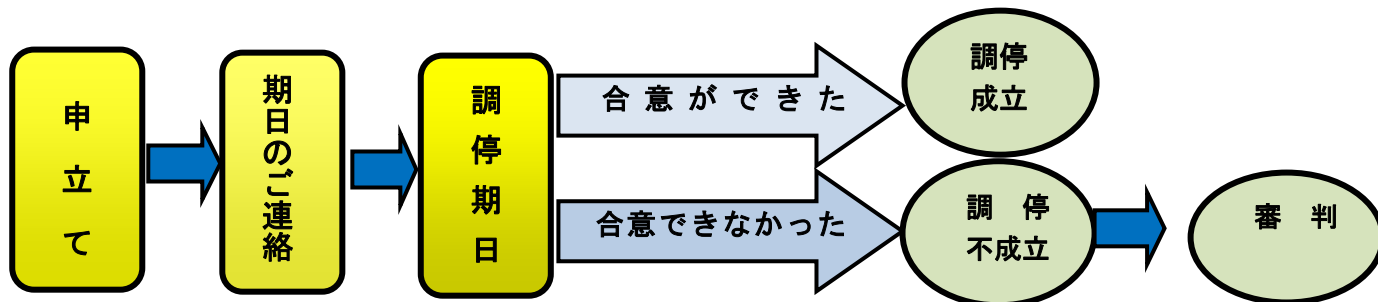 申立て
期日のご連絡
調停期日
合意ができた
調停
成立
合意できなかった
調　停
不成立
審　判